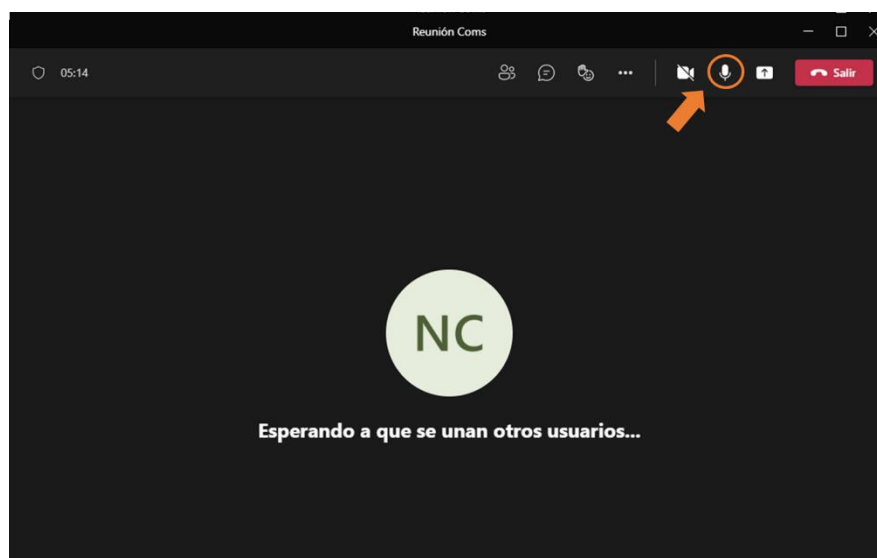 Reunión Coms
05:14
Salir
NC
Esperando a que se unan otros usuarios...